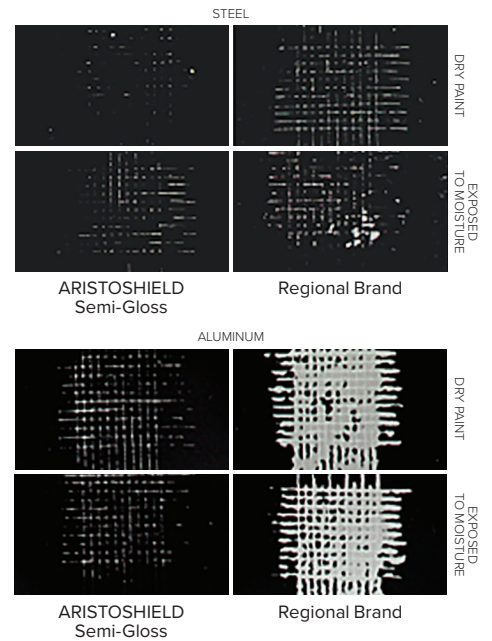 STEEL
DRY PAINT
EXPOSED
TO MOISTURE
ARISTOSHIELD
Semi-Gloss
Regional Brand
ALUMINUM
DRY PAINT
EXPOSED
TO MOISTURE
ARISTOSHIELD
Semi-Gloss
Regional Brand